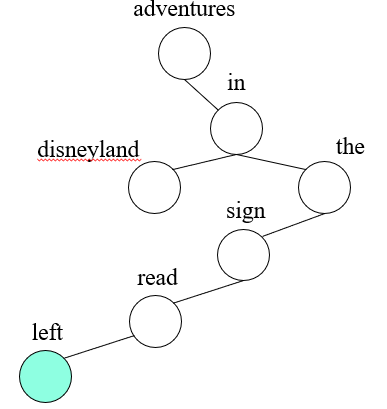 adventures
in
disneyland
the
sign
read
left